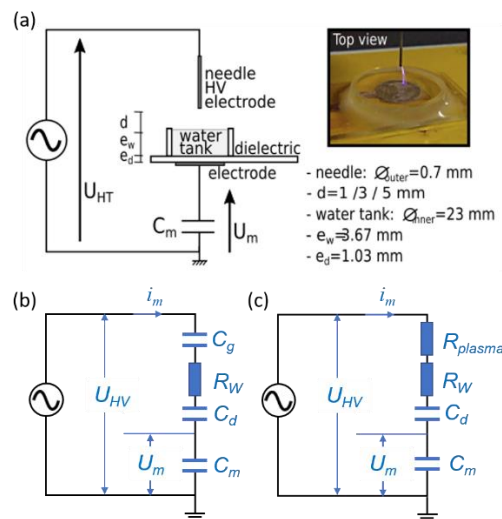 (a)
Top view
needle
HV
electrode
d
e_w
e_d
water
tank
dielectric
electrode
U_HT
C_m
U_m
- needle: Ø_outer=0.7 mm
- d=1 /3 / 5 mm
- water tank: Ø_inner=23 mm
- e_w=3.67 mm
- e_d=1.03 mm
(b)
i_m
C_g
R_W
U_HV
C_d
U_m
C_m
(c)
i_m
R_plasma
R_W
U_HV
C_d
U_m
C_m